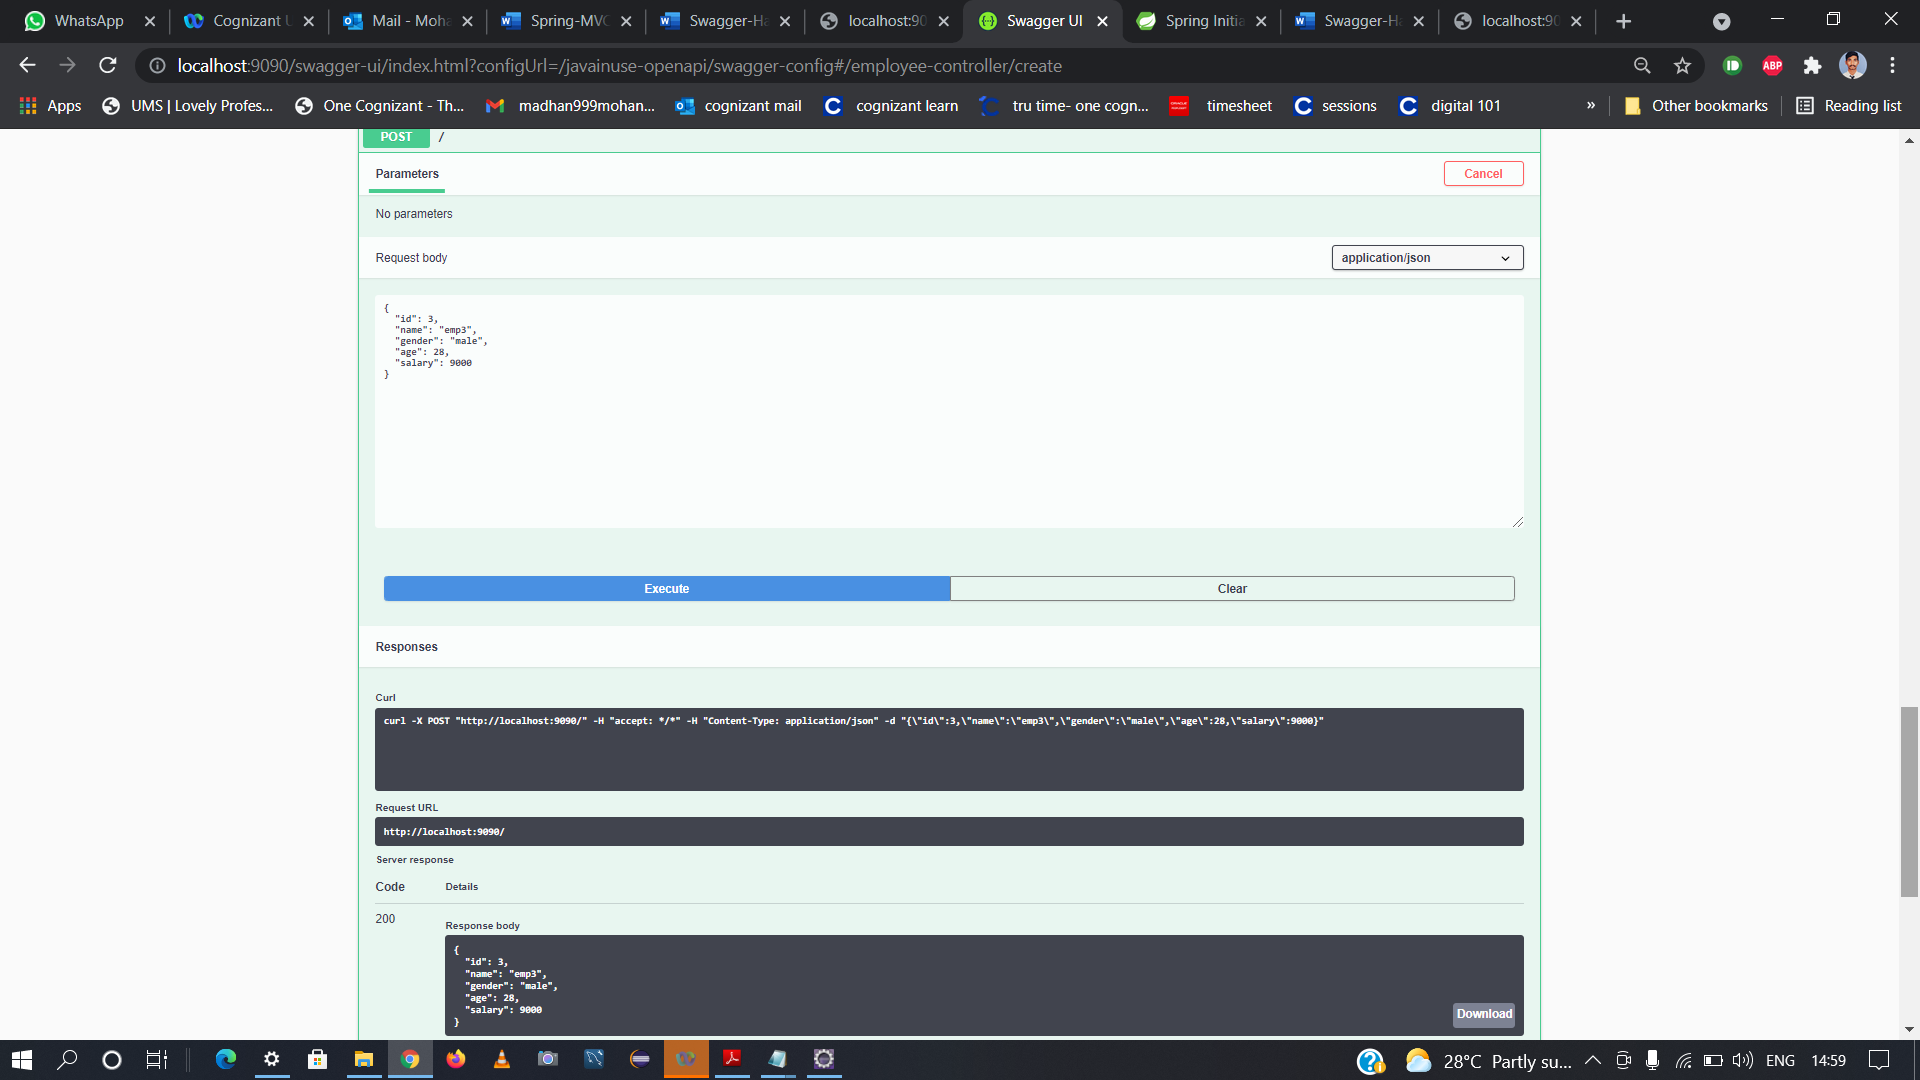 WhatsApp
Cognizant U
Mail - Moha
Spring-MVC
Swagger-Ha
localhost:90
Swagger UI
Spring Initia
Swagger-Ha
localhost:90
localhost:9090/swagger-ui/index.html?configUrl=/javainuse-openapi/swagger-config#/employee-controller/create
ABP
Apps
UMS | Lovely Profes...
One Cognizant - Th...
madhan999mohan...
cognizant mail
cognizant learn
tru time- one cogn...
timesheet
sessions
digital 101
»
Other bookmarks
Reading list
POST /
Parameters
Cancel
No parameters
Request body
application/json
{
"id": 3,
"name": "emp3",
"gender": "male",
"age": 28,
"salary": 9000
}
Execute
Clear
Responses
Curl
curl -X POST "http://localhost:9090/" -H "accept: */*" -H "Content-Type: application/json" -d "{\"id\":3,\"name\":\"emp3\",\"gender\":\"male\",\"age\":28,\"salary\":9000}"
Request URL
http://localhost:9090/
Server response
Code Details
200
Response body
{
"id": 3,
"name": "emp3",
"gender": "male",
"age": 28,
"salary": 9000
}
Download
28°C Partly su...
ENG
14:59